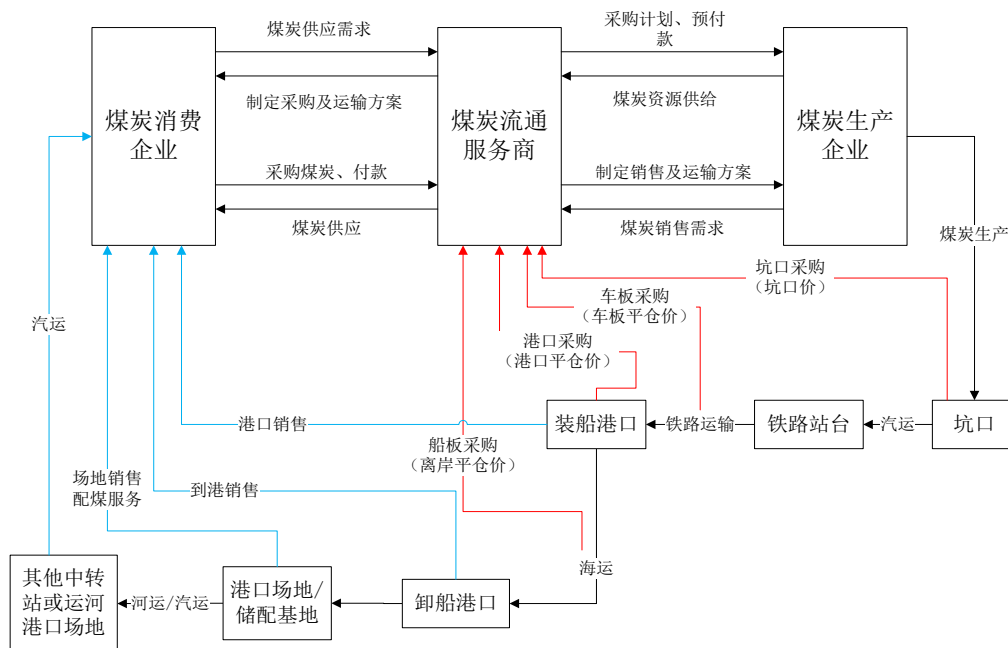 煤炭供应需求
采购计划、预付
款
制定采购及运输方案
煤炭资源供给
煤炭消费
企业
煤炭流通
服务商
煤炭生产
企业
采购煤炭、付款
制定销售及运输方案
煤炭供应
煤炭销售需求
煤炭生产
坑口采购
（坑口价）
车板采购
（车板平仓价）
汽运
港口采购
（港口平仓价）
港口销售
装船港口
铁路运输
铁路站台
汽运
坑口
船板采购
（离岸平仓价）
场地销售
配煤服务
到港销售
海运
其他中转
站或运河
港口场地
河运/汽运
港口场地/
储配基地
卸船港口